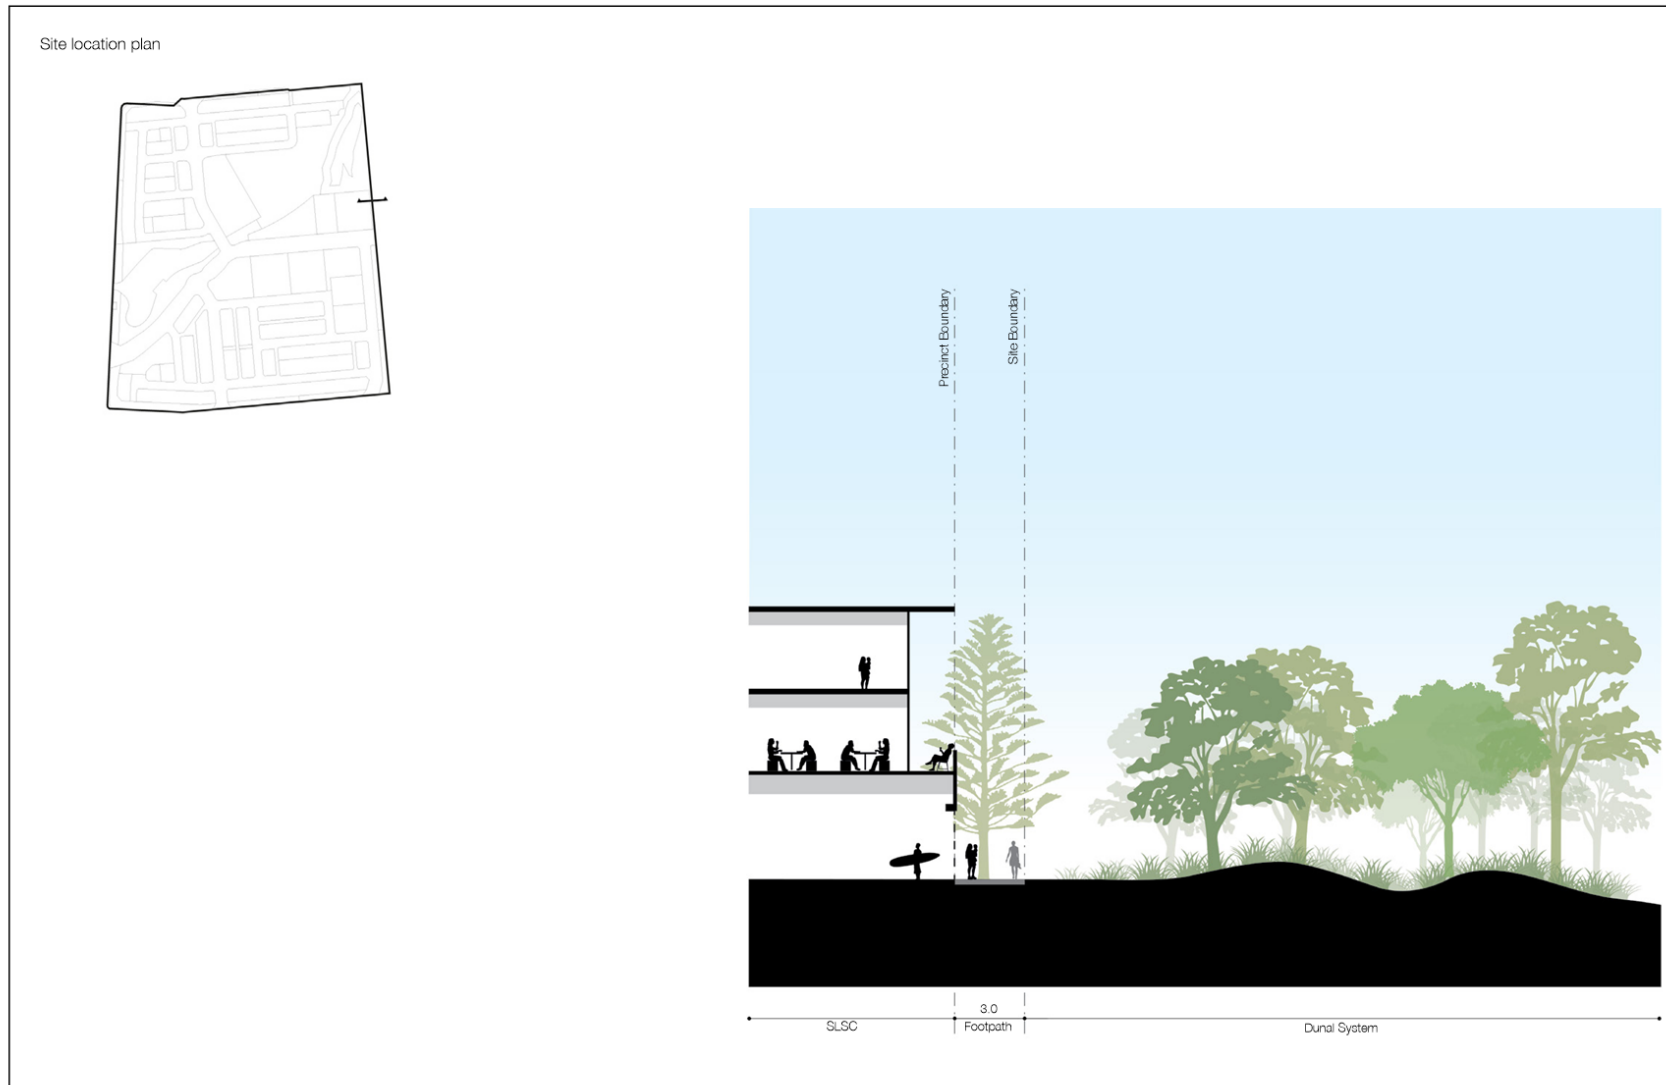 Site location plan
Precinct Boundary
Site Boundary
3.0
SLSC
Footpath
Dunal System